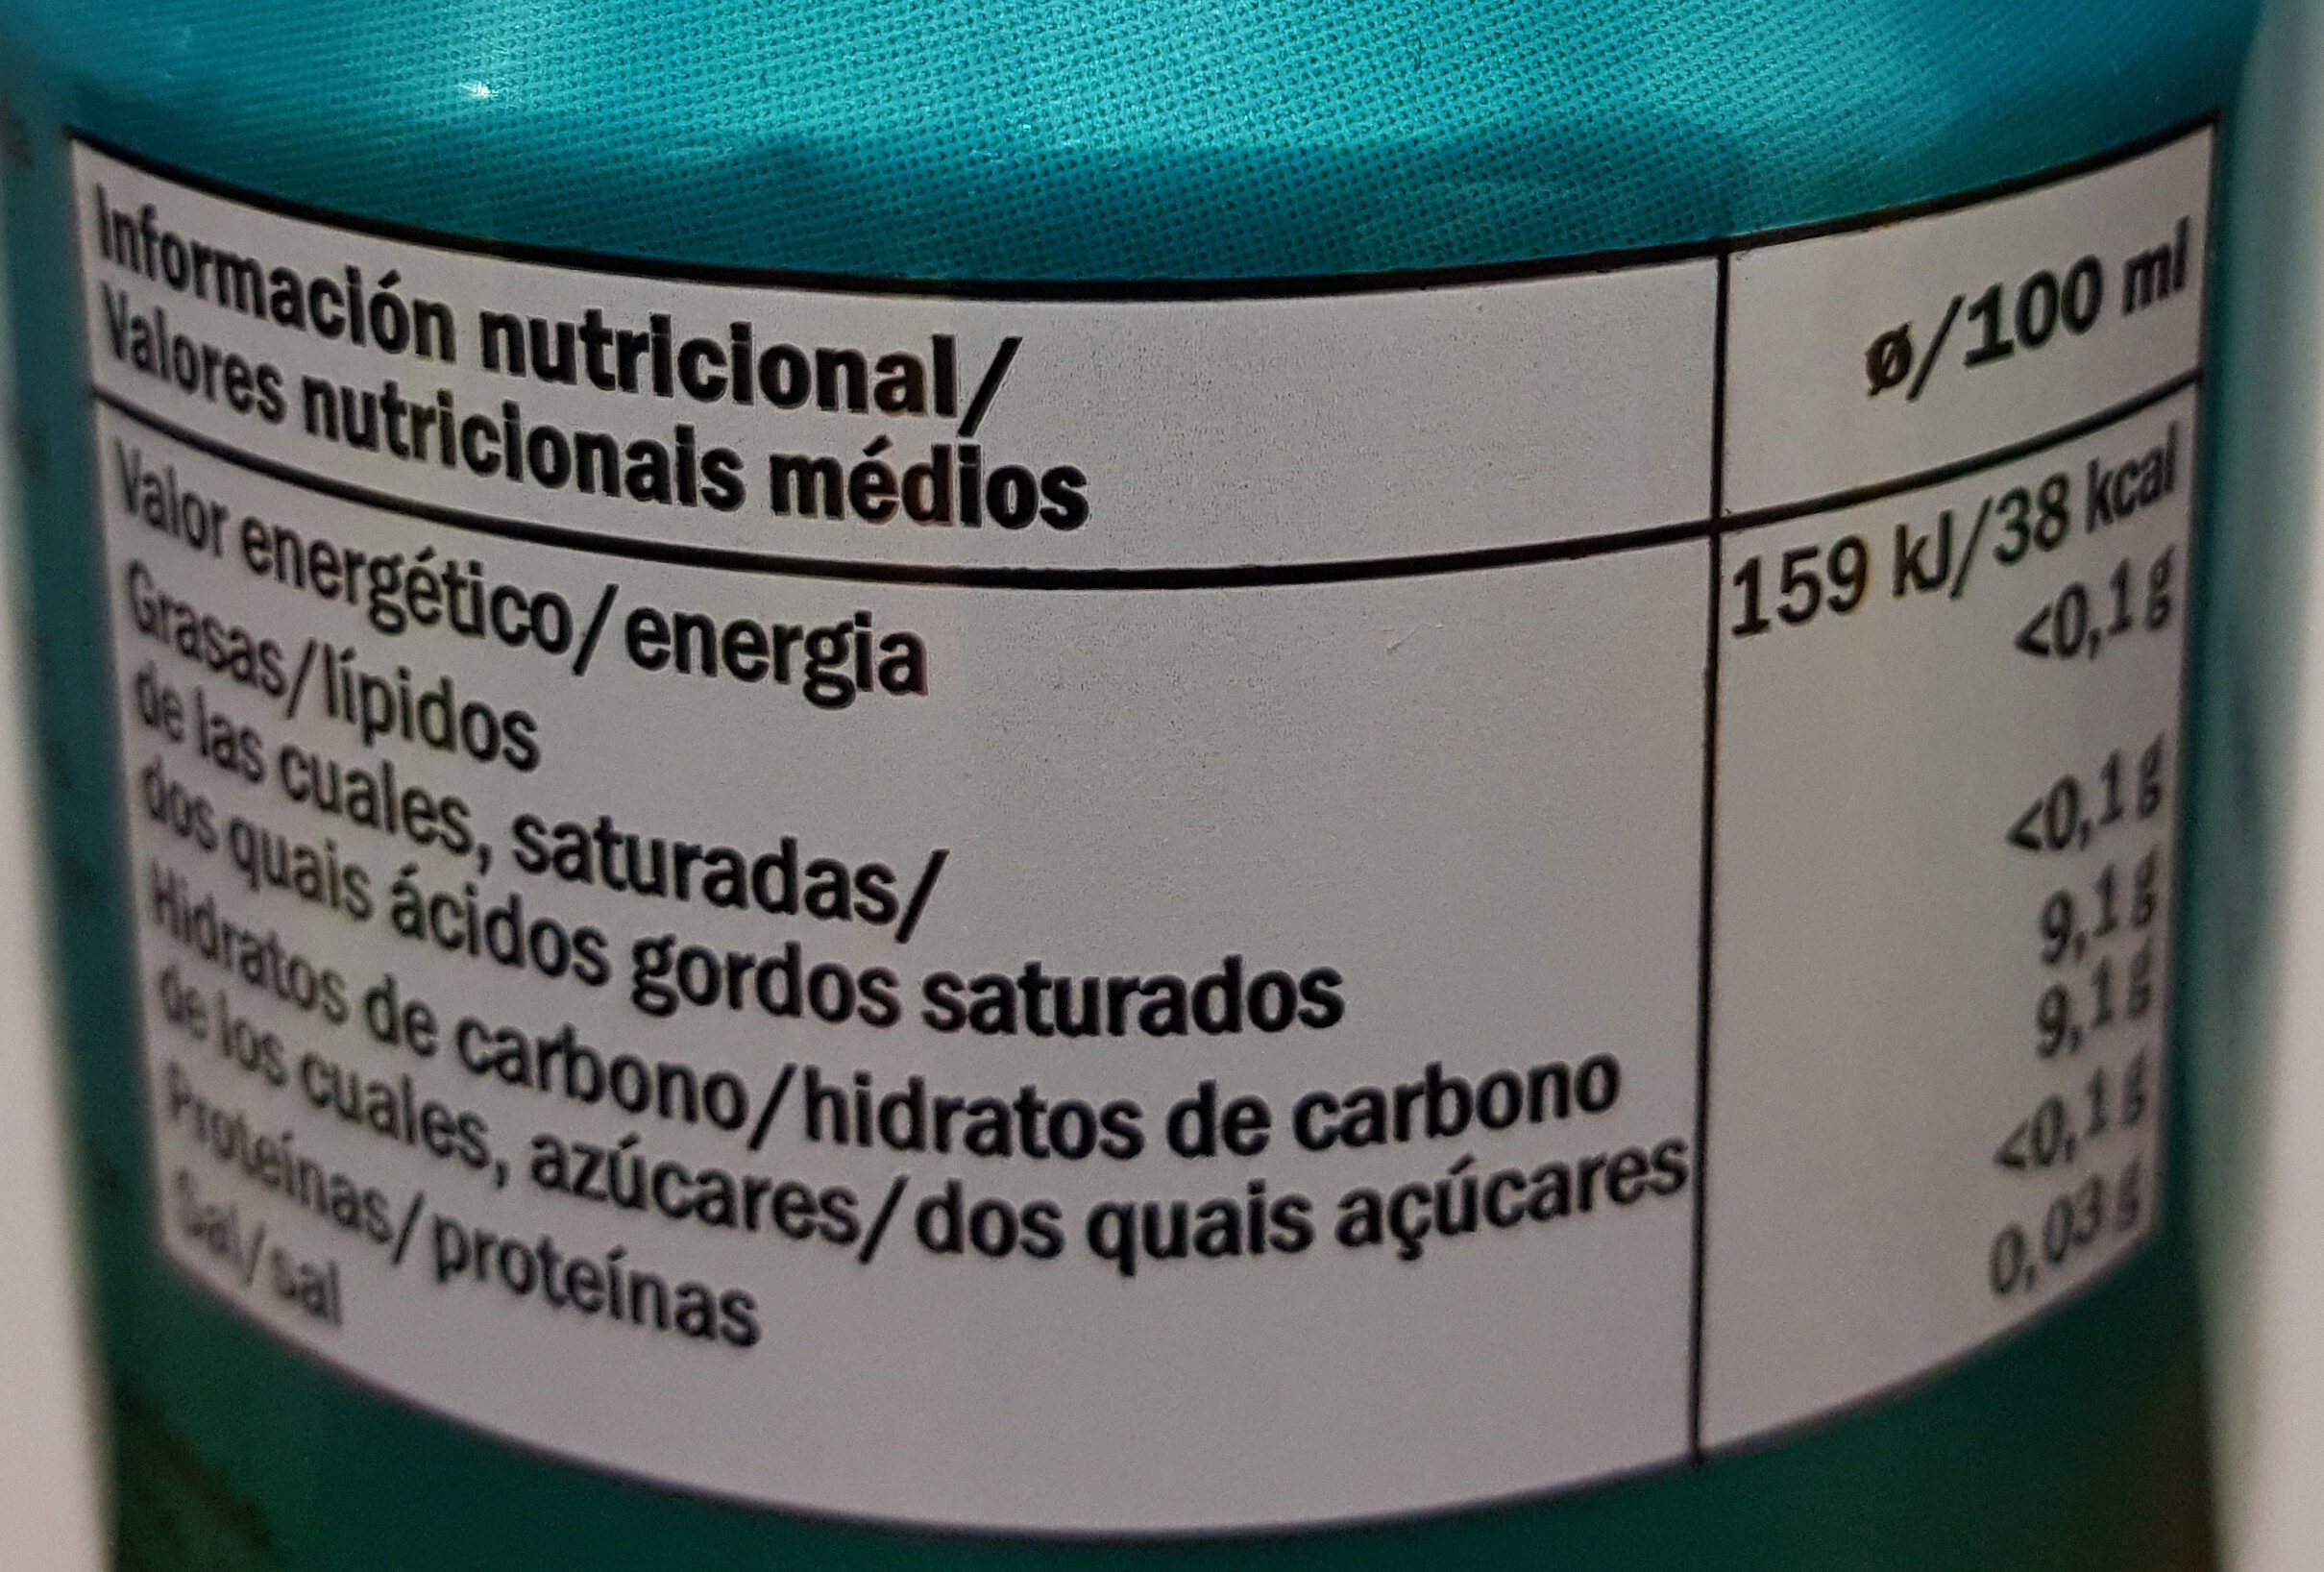 Información nutricional/
Valores nutricionais médios
ø/100 ml
Valor energético/energia 159 kJ/38 kcal
Grasas/lípidos <0,1 g
de las cuales, saturadas/
dos quais ácidos gordos saturados <0,1 g
Hidratos de carbono/hidratos de carbono 9,1 g
de los cuales, azúcares/dos quais açúcares 9,1 g
Proteínas/proteínas <0,1 g
Sal/sal 0,03 g